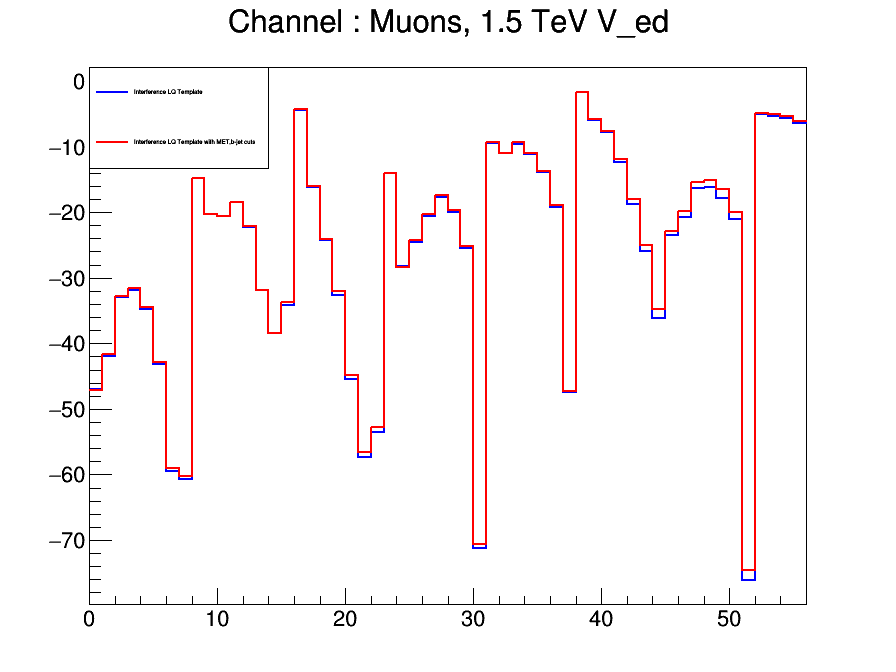 Channel : Muons, 1.5 TeV V_ed
Interference LQ Template
Interference LQ Template with MET,b-jet cuts
0
−10
−20
−30
−40
−50
−60
−70
0 10 20 30 40 50